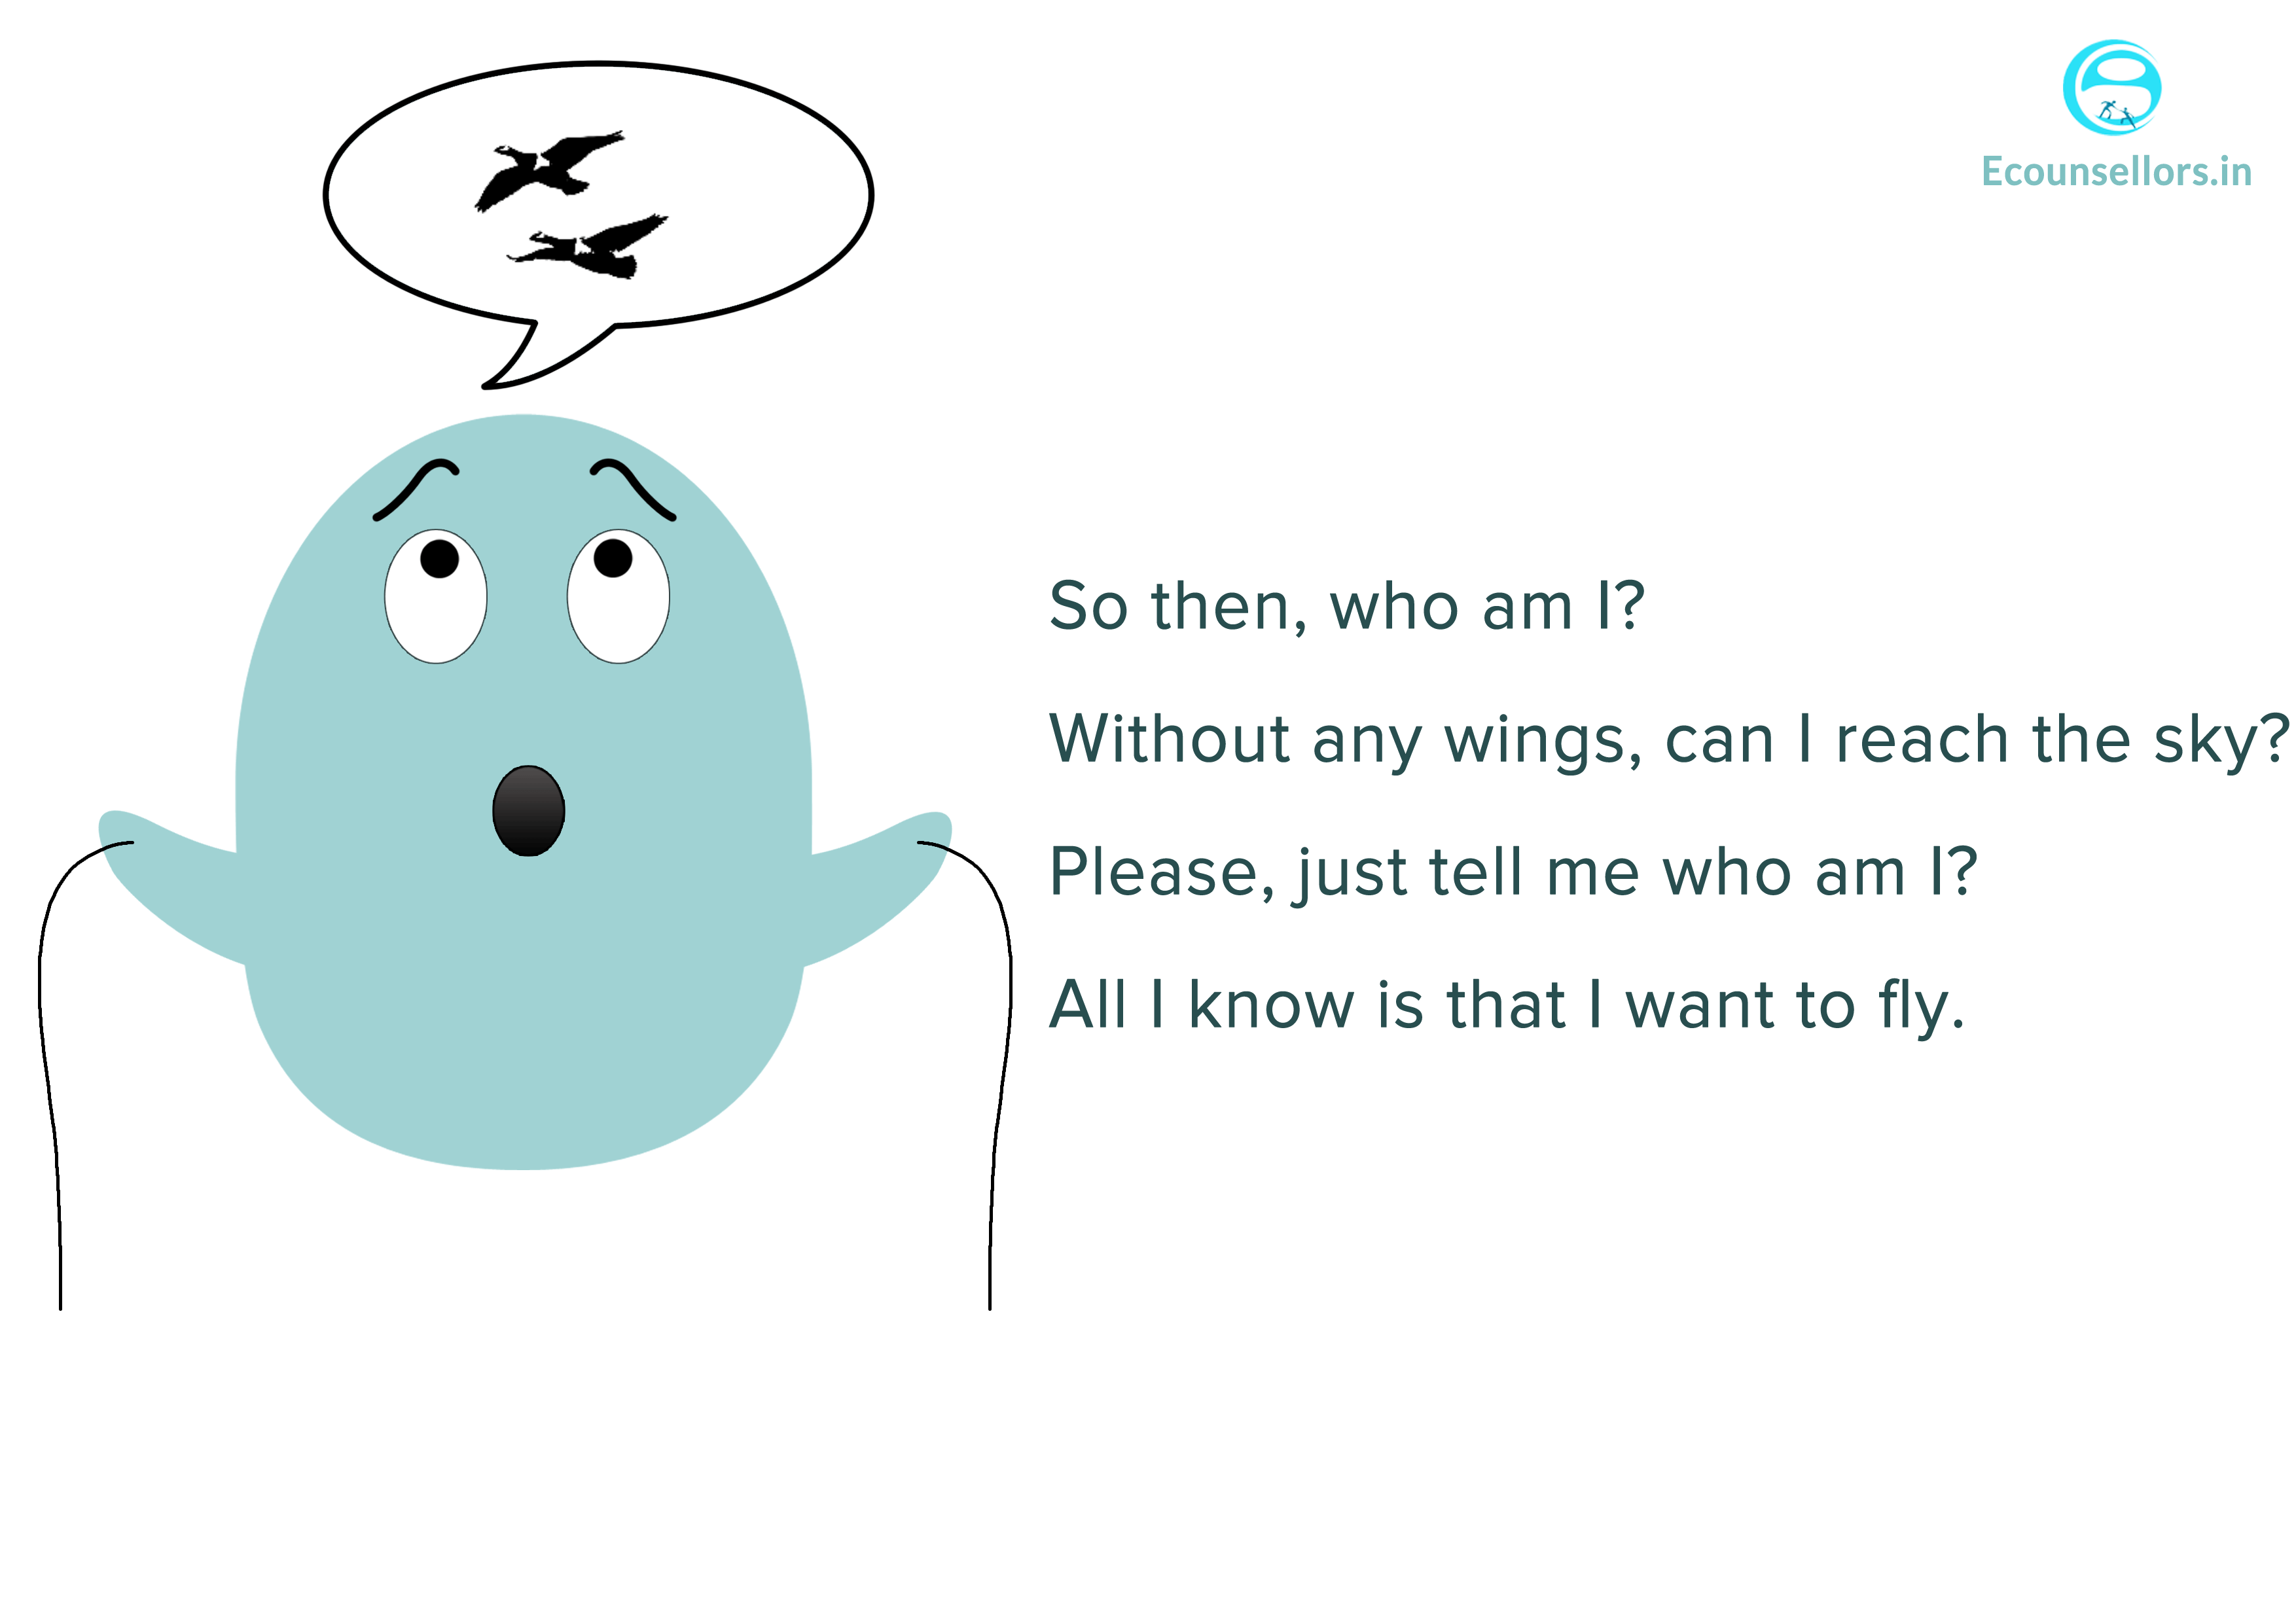 Ecounsellors.in
So then, who am I?
Without any wings, can I reach the sky?
Please, just tell me who am I?
All I know is that I want to fly.